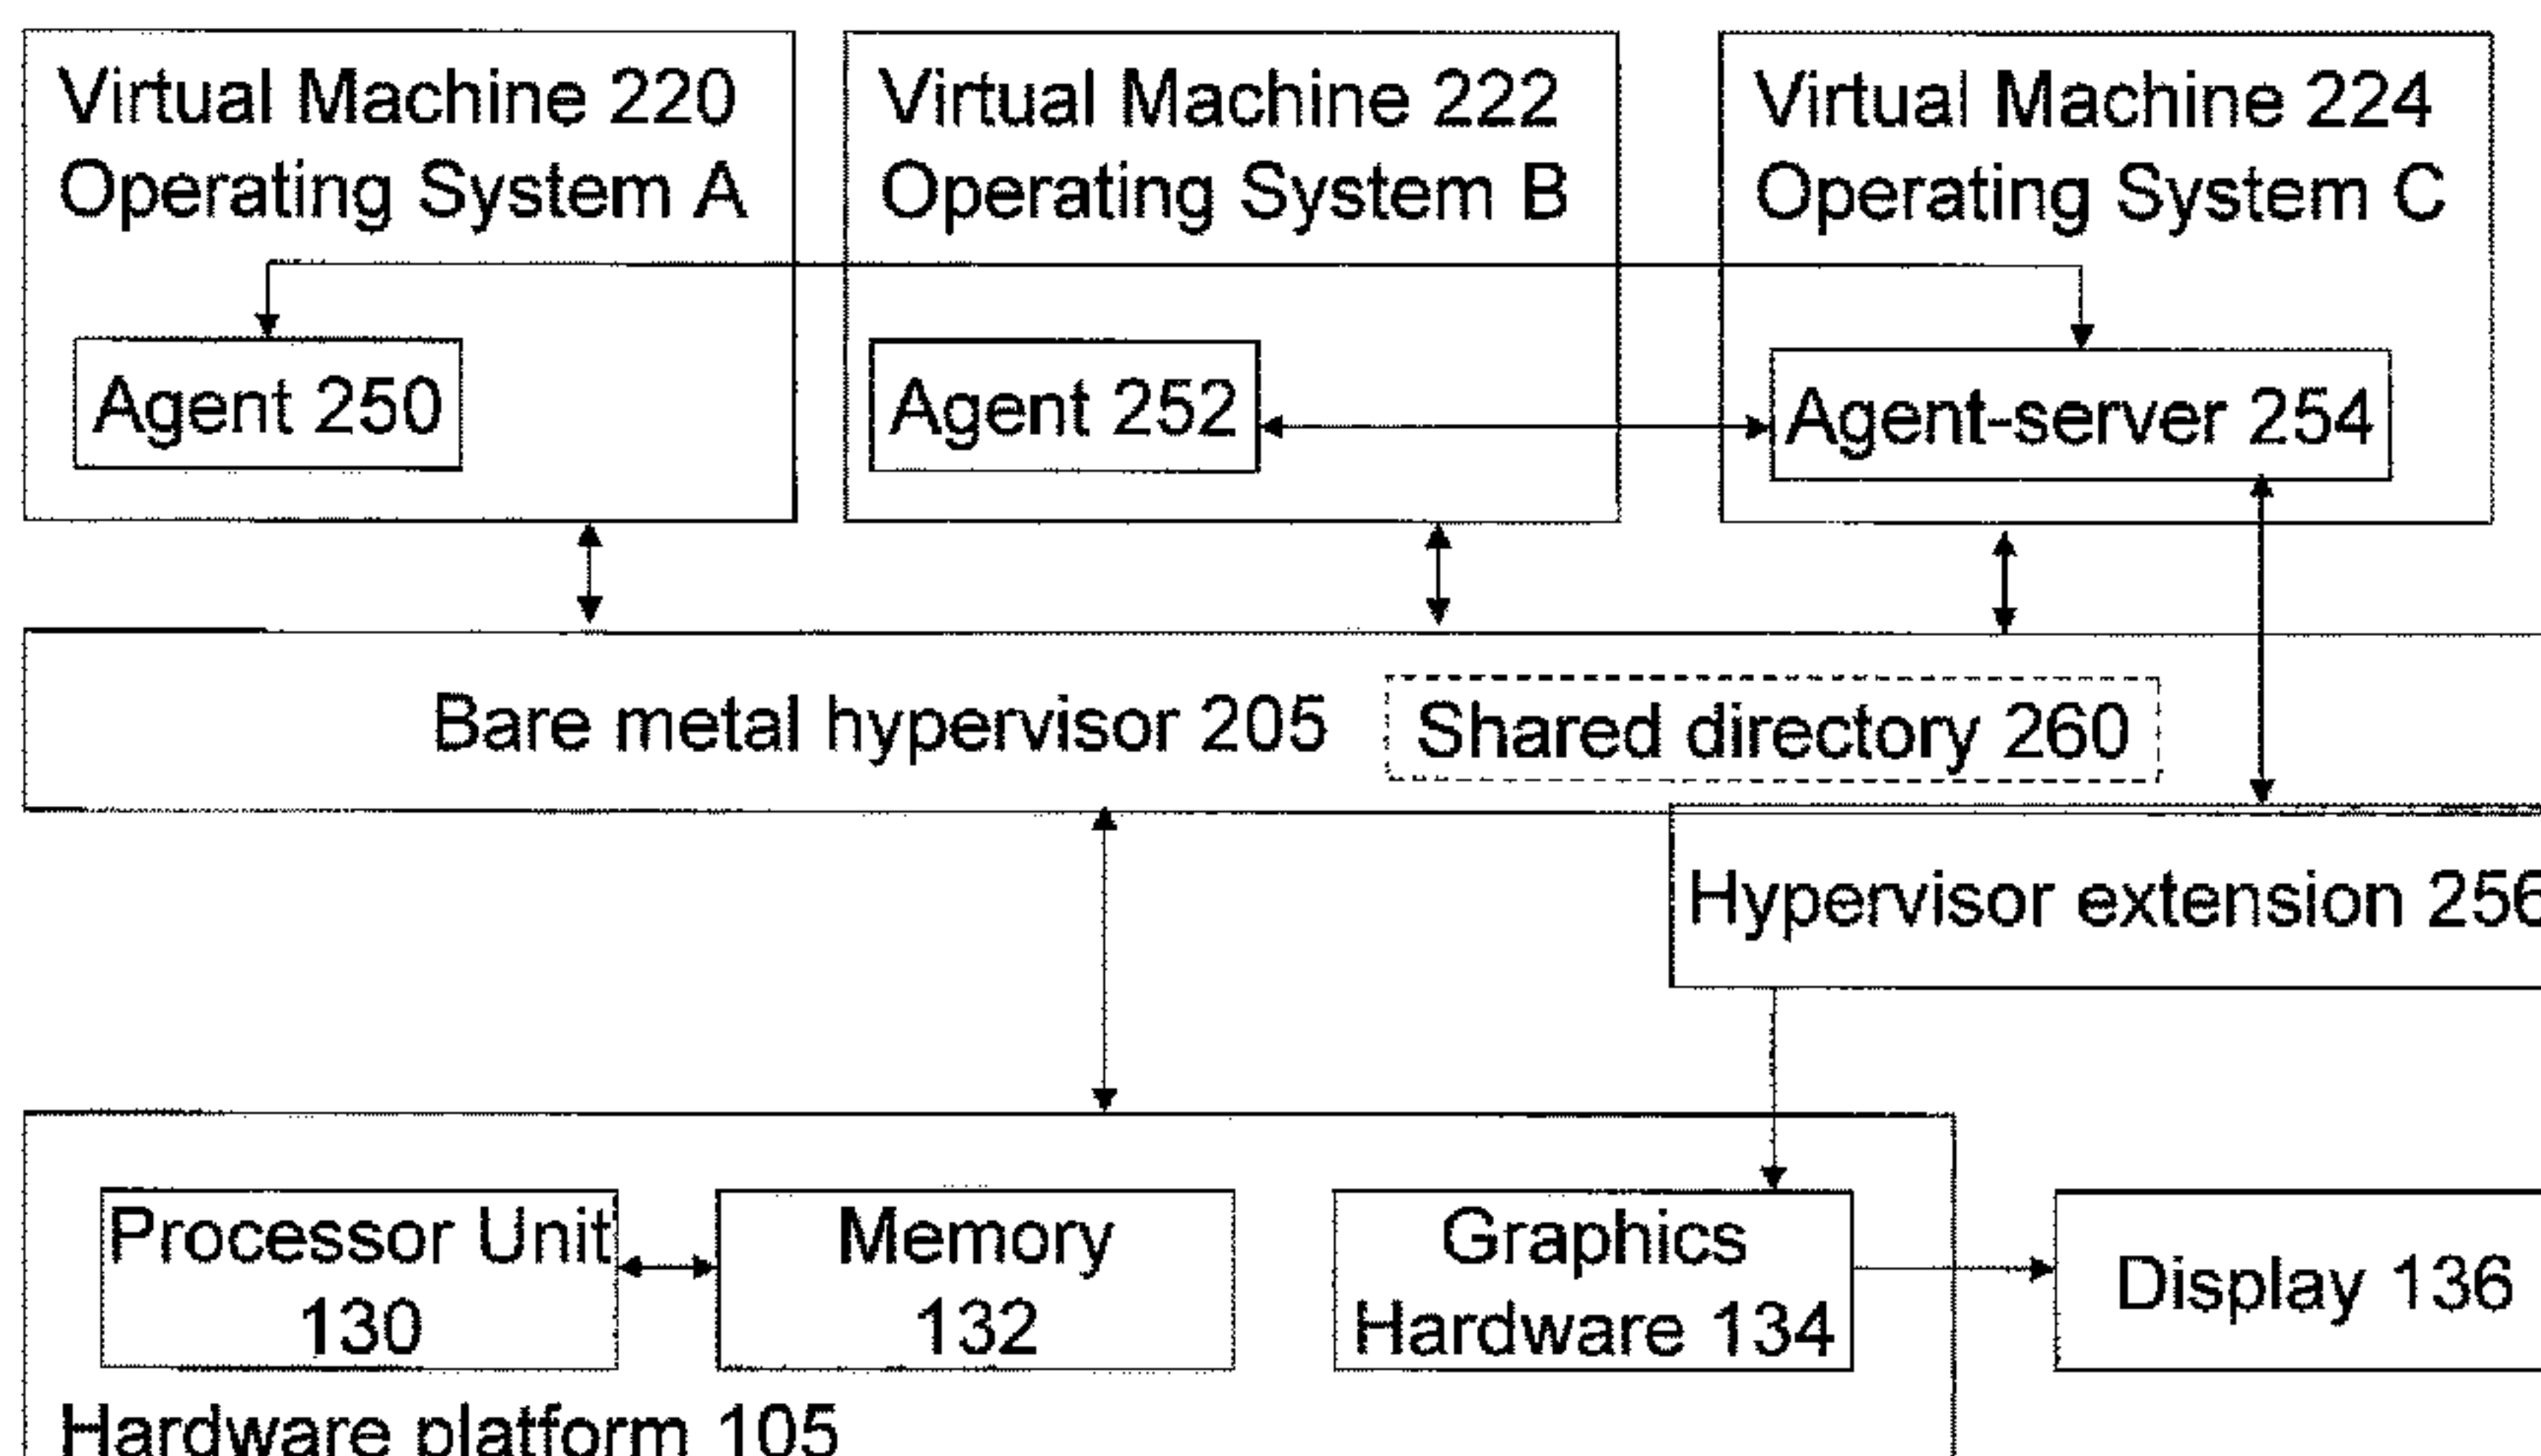 Virtual Machine 220
Operating System A
Virtual Machine 222
Operating System B
Virtual Machine 224
Operating System C
Agent 250
Agent 252
Agent-server 254
Bare metal hypervisor 205
Shared directory 260
Hypervisor extension 256
Processor Unit
130
Memory
132
Graphics
Hardware 134
Display 136
Hardware platform 105